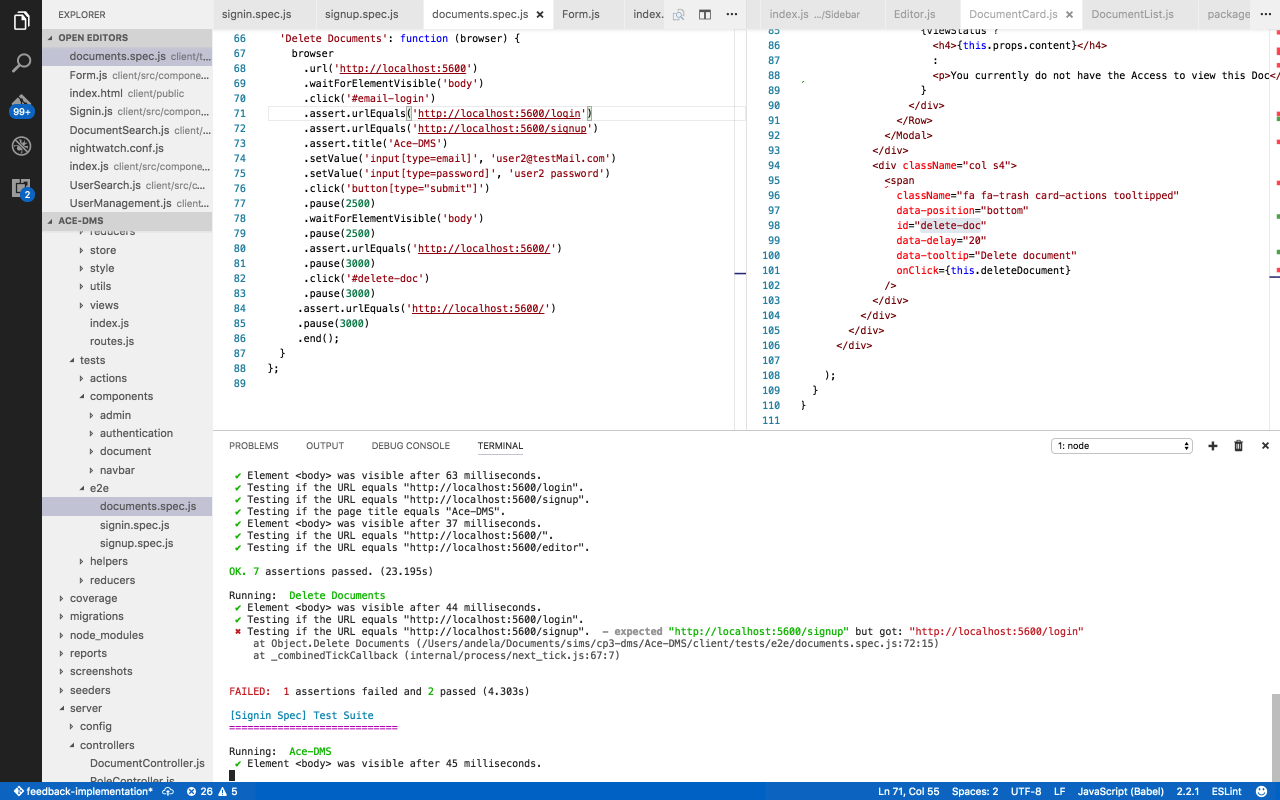 EXPLORER
OPEN EDITORS
documents.spec.js client/t...
Form.js client/src/compone...
index.html client/public
Signin.js client/src/compone...
DocumentSearch.js client/...
nightwatch.conf.js
index.js client/src/compone...
UserSearch.js client/src/c...
UserManagement.js client...
99+
2
ACE-DMS
reducers
store
style
utils
views
index.js
routes.js
tests
actions
components
admin
authentication
document
navbar
e2e
documents.spec.js
signin.spec.js
signup.spec.js
helpers
reducers
coverage
migrations
node_modules
reports
screenshots
seeders
server
config
controllers
DocumentController.js
RoleController.js
signin.spec.js signup.spec.js documents.spec.js Form.js index.
66 'Delete Documents': function (browser) {
67 browser
68 .url('http://localhost:5600')
69 .waitForElementVisible('body')
70 .click('#email-login')
71 .assert.urlEquals('http://localhost:5600/login')
72 .assert.urlEquals('http://localhost:5600/signup')
73 .assert.title('Ace-DMS')
74 .setValue('input[type=email]', 'user2@testMail.com')
75 .setValue('input[type=password]', 'user2 password')
76 .click('button[type="submit"]')
77 .pause(2500)
78 .waitForElementVisible('body')
79 .pause(2500)
80 .assert.urlEquals('http://localhost:5600/')
81 .pause(3000)
82 .click('#delete-doc')
83 .pause(3000)
84 .assert.urlEquals('http://localhost:5600/')
85 .pause(3000)
86 .end();
87 }
88 };
89
index.js .../Sidebar Editor.js DocumentCard.js DocumentList.js package
85 {viewStatus ?
86 <h4>{this.props.content}</h4>
87 :
88 <p>You currently do not have the Access to view this Doc</
89 }
90 </div>
91 </Row>
92 </Modal>
93 </div>
94 <div className="col s4">
95 <span
96 className="fa fa-trash card-actions tooltipped"
97 data-position="bottom"
98 id="delete-doc"
99 data-delay="20"
100 data-tooltip="Delete document"
101 onClick={this.deleteDocument}
102 />
103 </div>
104 </div>
105 </div>
106 </div>
107
108 );
109 }
110 }
111
PROBLEMS OUTPUT DEBUG CONSOLE TERMINAL 1: node
✔ Element <body> was visible after 63 milliseconds.
✔ Testing if the URL equals "http://localhost:5600/login".
✔ Testing if the URL equals "http://localhost:5600/signup".
✔ Testing if the page title equals "Ace-DMS".
✔ Element <body> was visible after 37 milliseconds.
✔ Testing if the URL equals "http://localhost:5600/".
✔ Testing if the URL equals "http://localhost:5600/editor".
OK. 7 assertions passed. (23.195s)
Running: Delete Documents
✔ Element <body> was visible after 44 milliseconds.
✔ Testing if the URL equals "http://localhost:5600/login".
✖ Testing if the URL equals "http://localhost:5600/signup". - expected "http://localhost:5600/signup" but got: "http://localhost:5600/login"
at Object.Delete Documents (/Users/andela/Documents/sims/cp3-dms/Ace-DMS/client/tests/e2e/documents.spec.js:72:15)
at _combinedTickCallback (internal/process/next_tick.js:67:7)
FAILED: 1 assertions failed and 2 passed (4.303s)
[Signin Spec] Test Suite
============================
Running: Ace-DMS
✔ Element <body> was visible after 45 milliseconds.
feedback-implementation* 26 5 Ln 71, Col 55 Spaces: 2 UTF-8 LF JavaScript (Babel) 2.2.1 ESLint